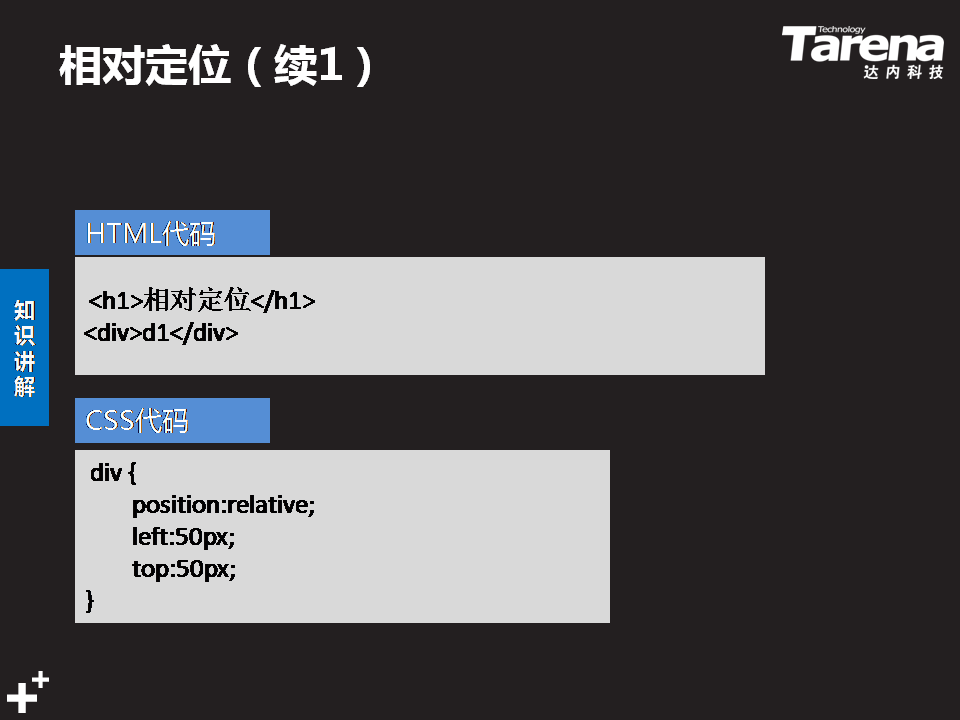 相对定位（续1）
Technology
Tarena
达内科技
HTML代码
<h1>相对定位</h1>
<div>d1</div>
知识讲解
CSS代码
div {
position:relative;
left:50px;
top:50px;
}